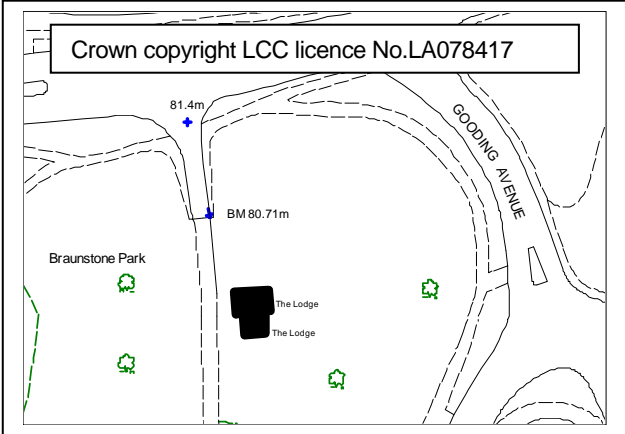 Crown copyright LCC licence No.LA078417
81.4m
GOODING AVENUE
BM 80.71m
Braunstone Park
The Lodge
The Lodge